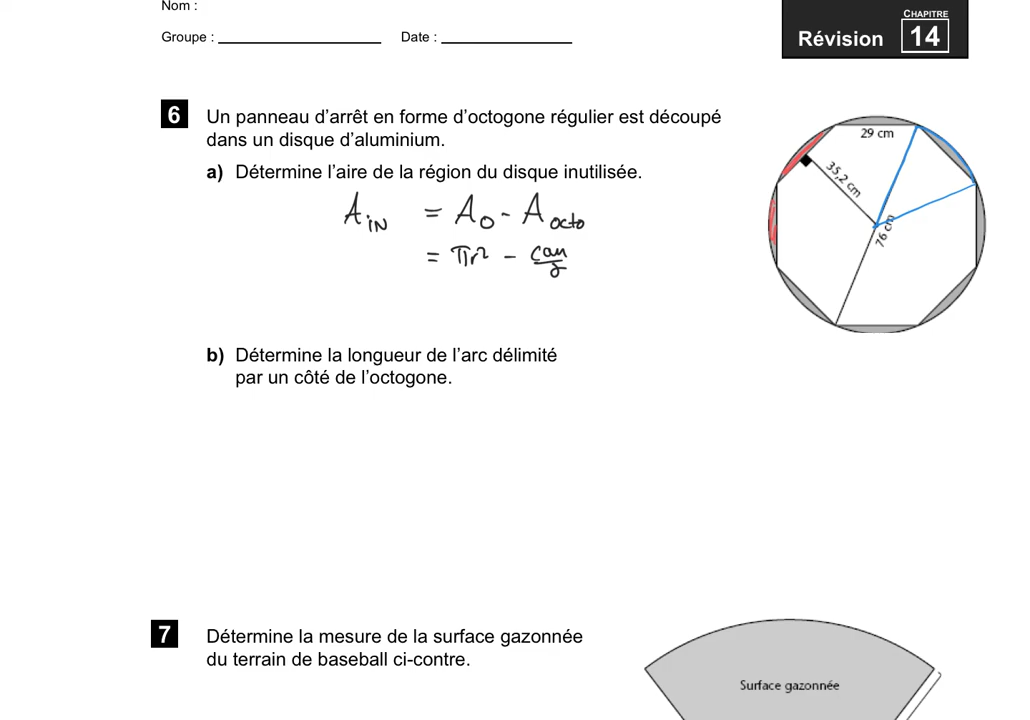 Nom :
Groupe : Date :
CHAPITRE
Révision 14
6 Un panneau d'arrêt en forme d'octogone régulier est découpé
dans un disque d'aluminium.
a) Détermine l'aire de la région du disque inutilisée.
A IN = A O - A octo
= πr² - can/2
29 cm
35,2 cm
76 cm
b) Détermine la longueur de l'arc délimité
par un côté de l'octogone.
7 Détermine la mesure de la surface gazonnée
du terrain de baseball ci-contre.
Surface gazonnée